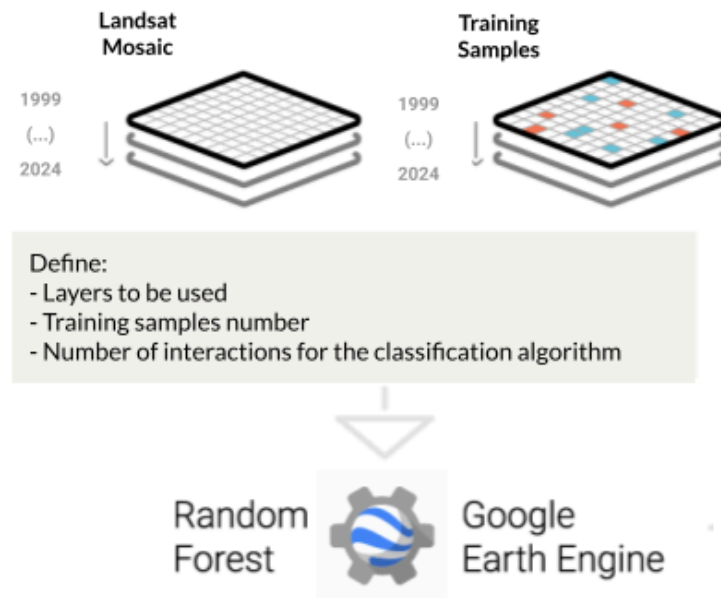 Landsat
Mosaic
1999
(...)
2024
Training
Samples
1999
(...)
2024
Define:
- Layers to be used
- Training samples number
- Number of interactions for the classification algorithm
Random
Forest
Google
Earth Engine